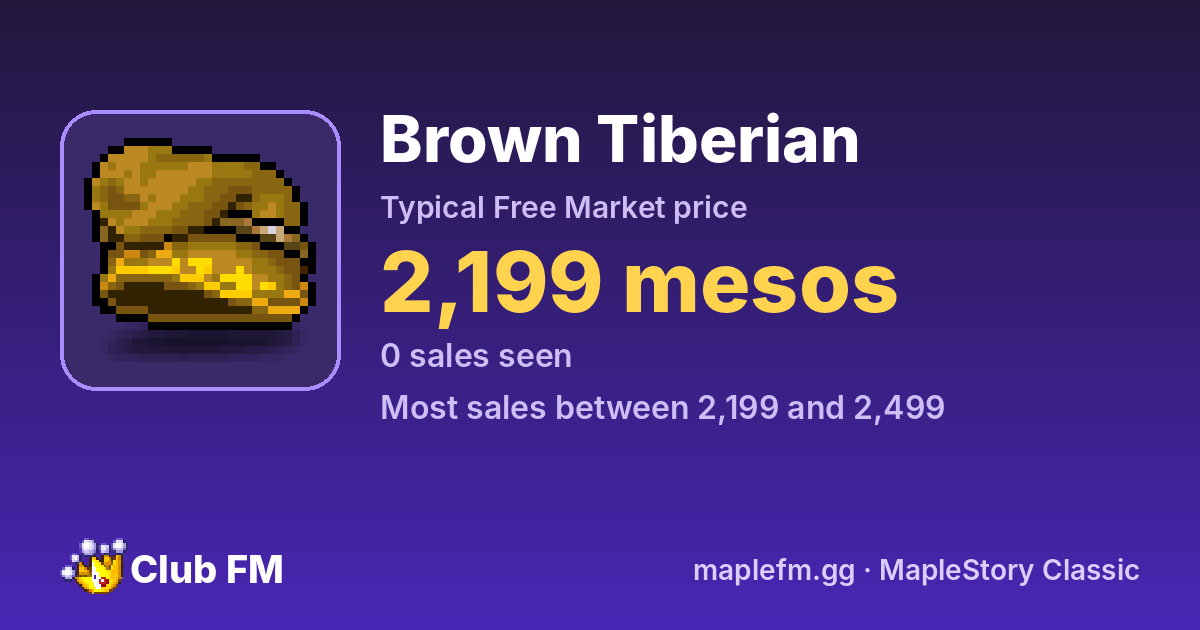 Brown Tiberian
Typical Free Market price
2,199 mesos
0 sales seen
Most sales between 2,199 and 2,499
Club FM
maplefm.gg · MapleStory Classic